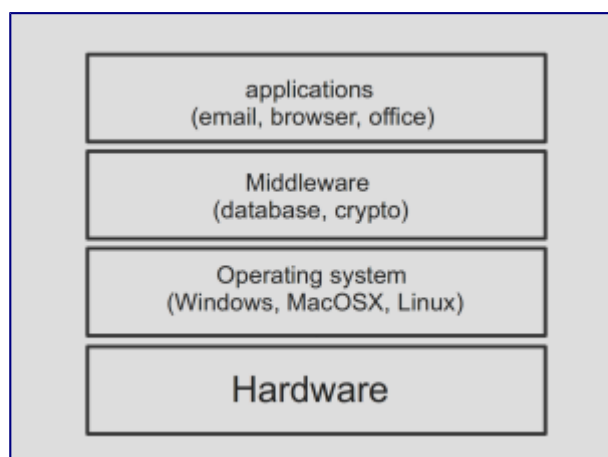 applications
(email, browser, office)
Middleware
(database, crypto)
Operating system
(Windows, MacOSX, Linux)
Hardware